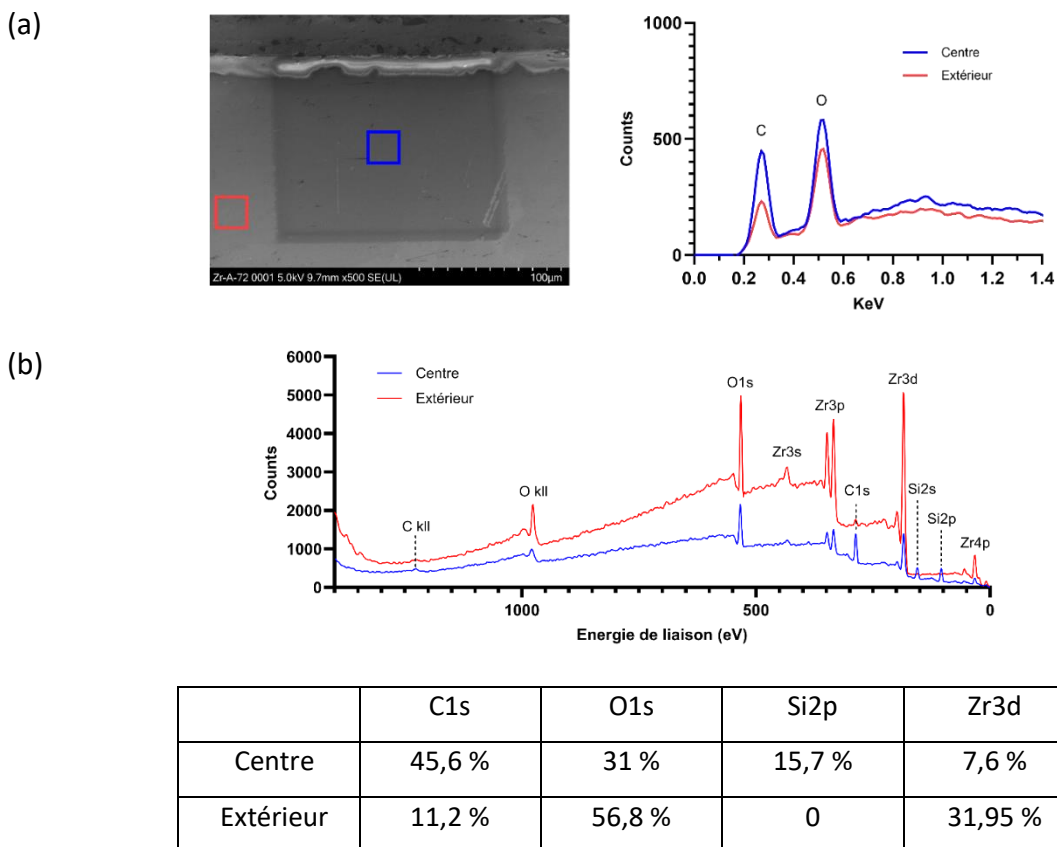 (a)
Zr-A-72 0001 5.0kV 9.7mm x500 SE(UL)
100µm
1000
500
0
Counts
Centre
Extérieur
C
O
0.0 0.2 0.4 0.6 0.8 1.0 1.2 1.4
KeV
(b)
6000
5000
4000
3000
2000
1000
0
Counts
Centre
Extérieur
C kll
O kll
O1s
Zr3s
Zr3p
C1s
Zr3d
Si2s
Si2p
Zr4p
1000 500 0
Energie de liaison (eV)
C1s O1s Si2p Zr3d
Centre 45,6 % 31 % 15,7 % 7,6 %
Extérieur 11,2 % 56,8 % 0 31,95 %